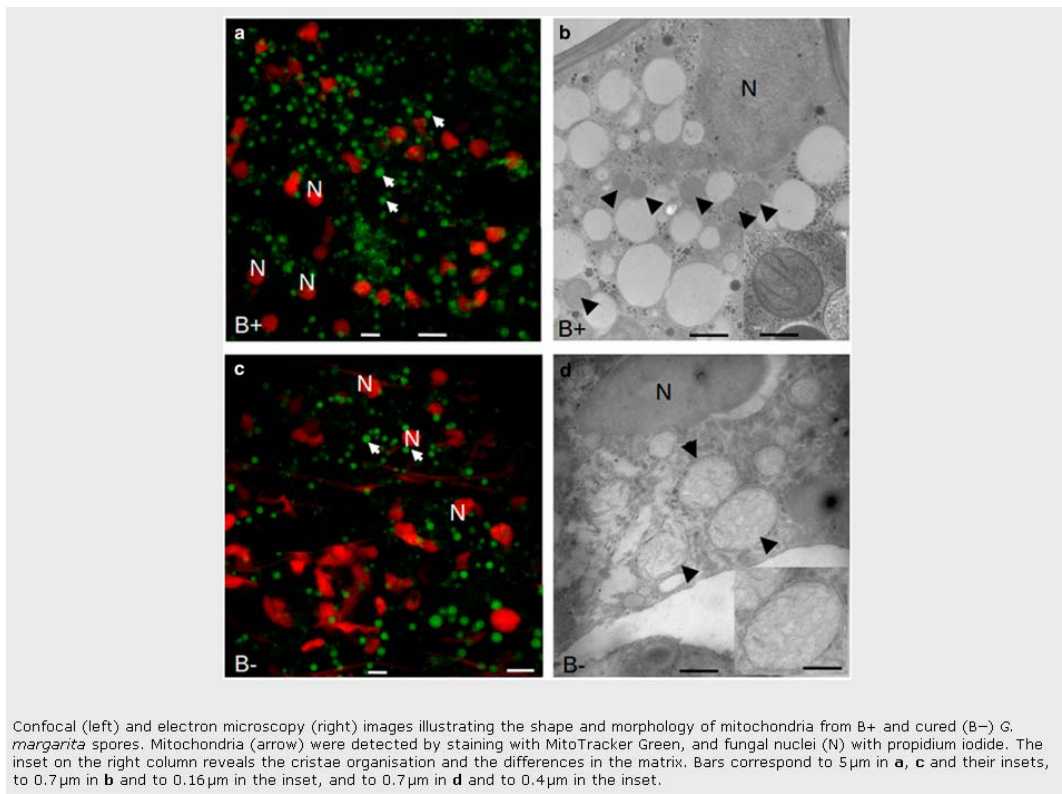 a
b
N
N
N
N
B+
B+
c
d
N
N
N
N
B-
B-
Confocal (left) and electron microscopy (right) images illustrating the shape and morphology of mitochondria from B+ and cured (B−) G.
margarita spores. Mitochondria (arrow) were detected by staining with MitoTracker Green, and fungal nuclei (N) with propidium iodide. The
inset on the right column reveals the cristae organisation and the differences in the matrix. Bars correspond to 5 µm in a, c and their insets,
to 0.7 µm in b and to 0.16 µm in the inset, and to 0.7 µm in d and to 0.4 µm in the inset.